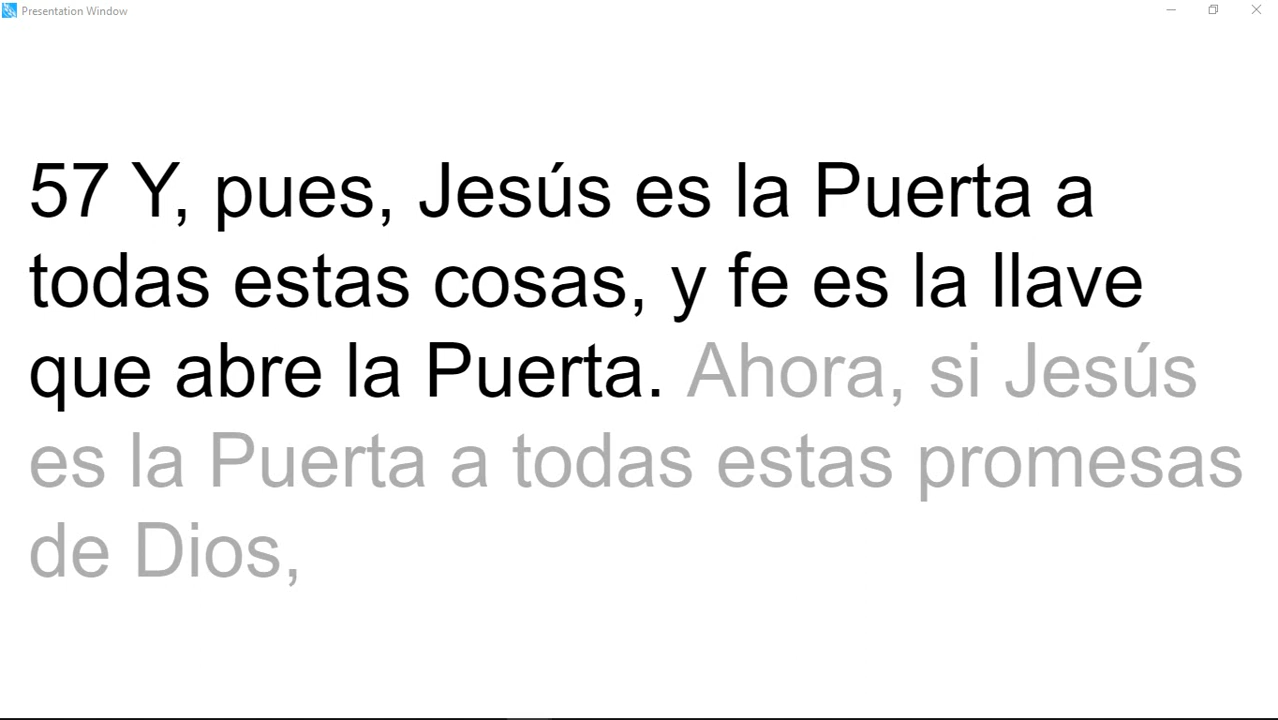 Presentation Window
57 Y, pues, Jesús es la Puerta a
todas estas cosas, y fe es la llave
que abre la Puerta. Ahora, si Jesús
es la Puerta a todas estas promesas
de Dios,